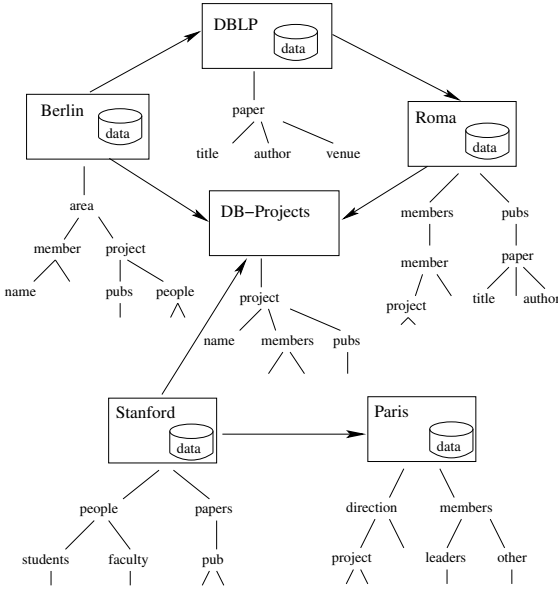 DBLP
data
Berlin
data
paper
Roma
data
title author venue
area
DB-Projects
members pubs
member project
member paper
name pubs people
project
project title author
name members pubs
Stanford
data
Paris
data
people papers
direction members
students faculty pub
project leaders other